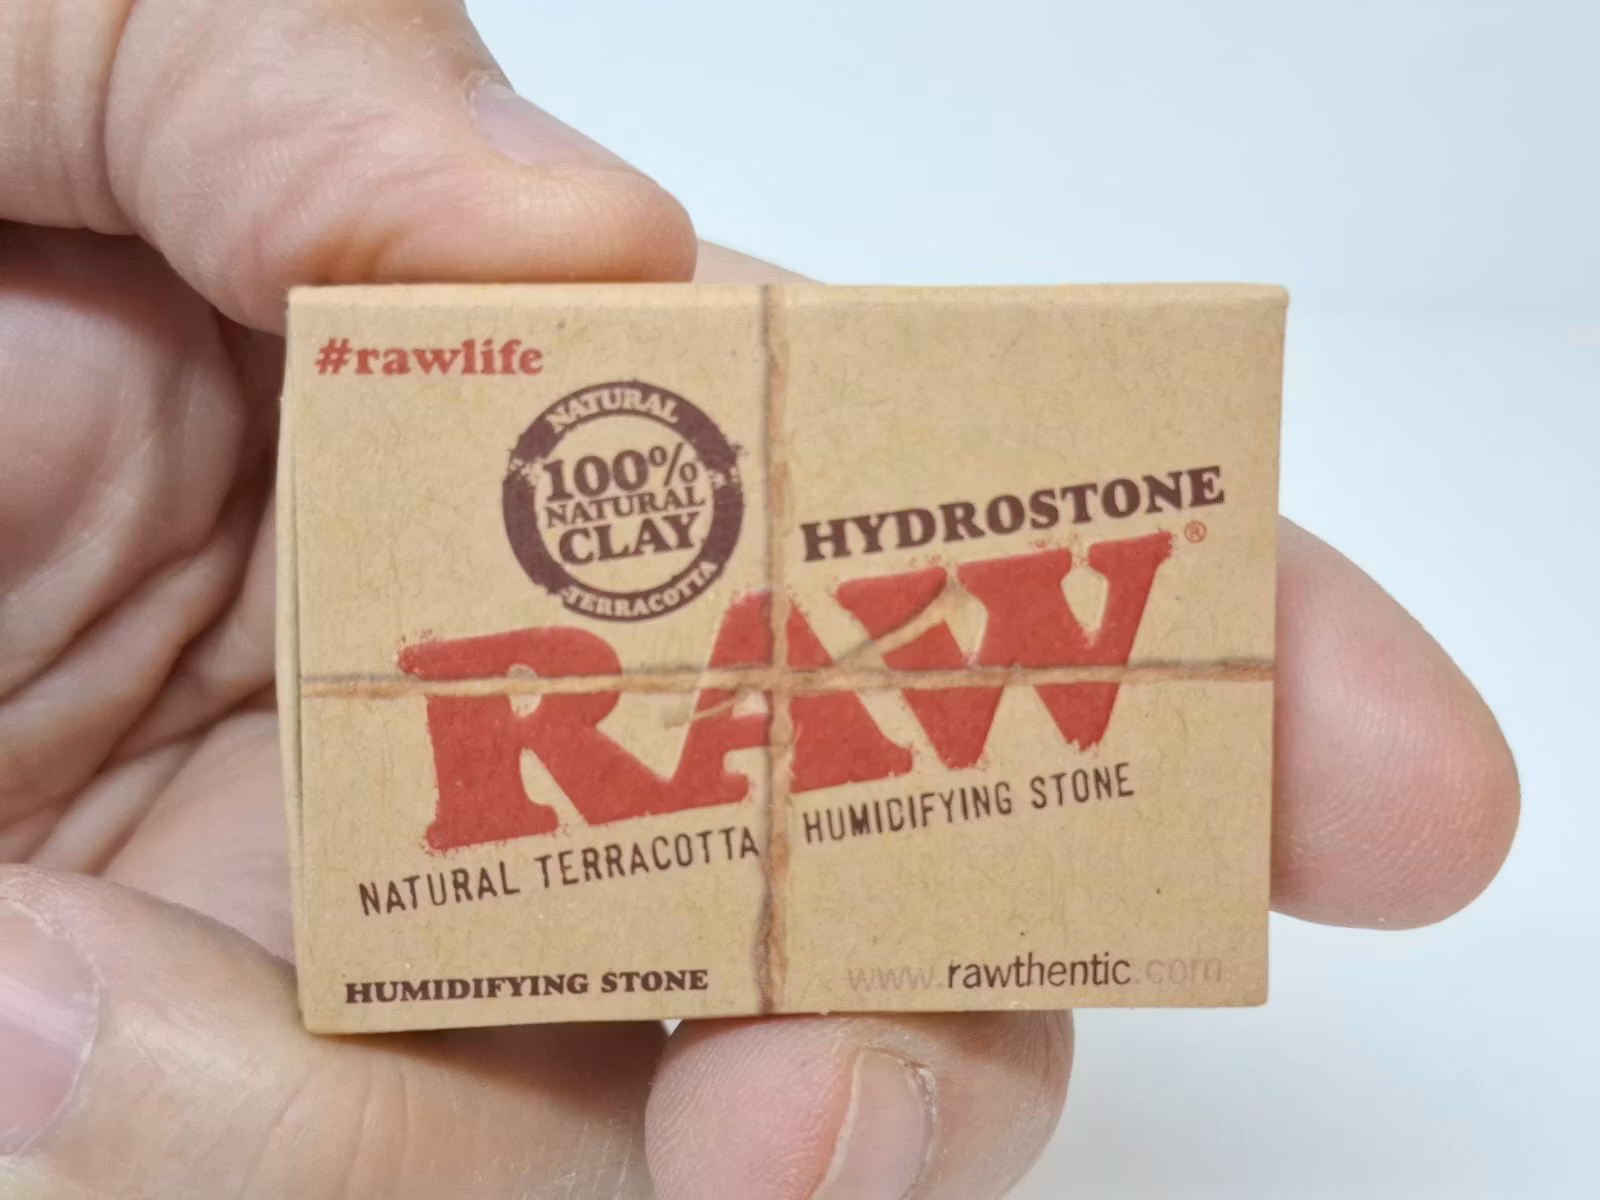 #rawlife
NATURAL
100%
NATURAL
CLAY
TERRACOTTA
HYDROSTONE
RAW®
NATURAL TERRACOTTA HUMIDIFYING STONE
HUMIDIFYING STONE
www.rawthentic.com